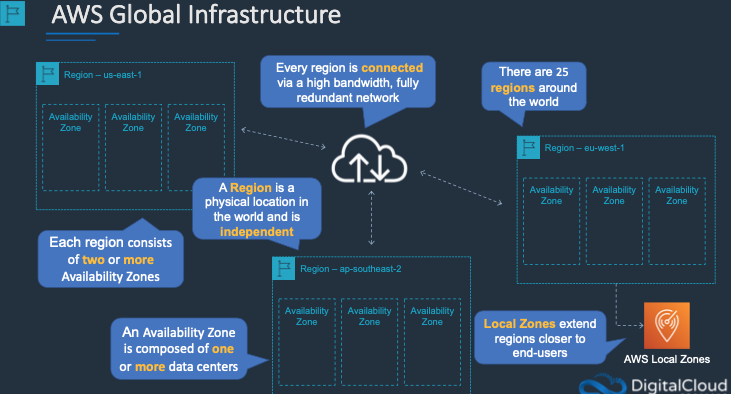 AWS Global Infrastructure
Region – us-east-1
Availability
Zone
Availability
Zone
Availability
Zone
Every region is connected
via a high bandwidth, fully
redundant network
There are 25
regions around
the world
Region – eu-west-1
Availability
Zone
Availability
Zone
Availability
Zone
A Region is a
physical location in
the world and is
independent
Each region consists
of two or more
Availability Zones
Region – ap-southeast-2
Availability
Zone
Availability
Zone
Availability
Zone
An Availability Zone
is composed of one
or more data centers
Local Zones extend
regions closer to
end-users
AWS Local Zones
DigitalCloud